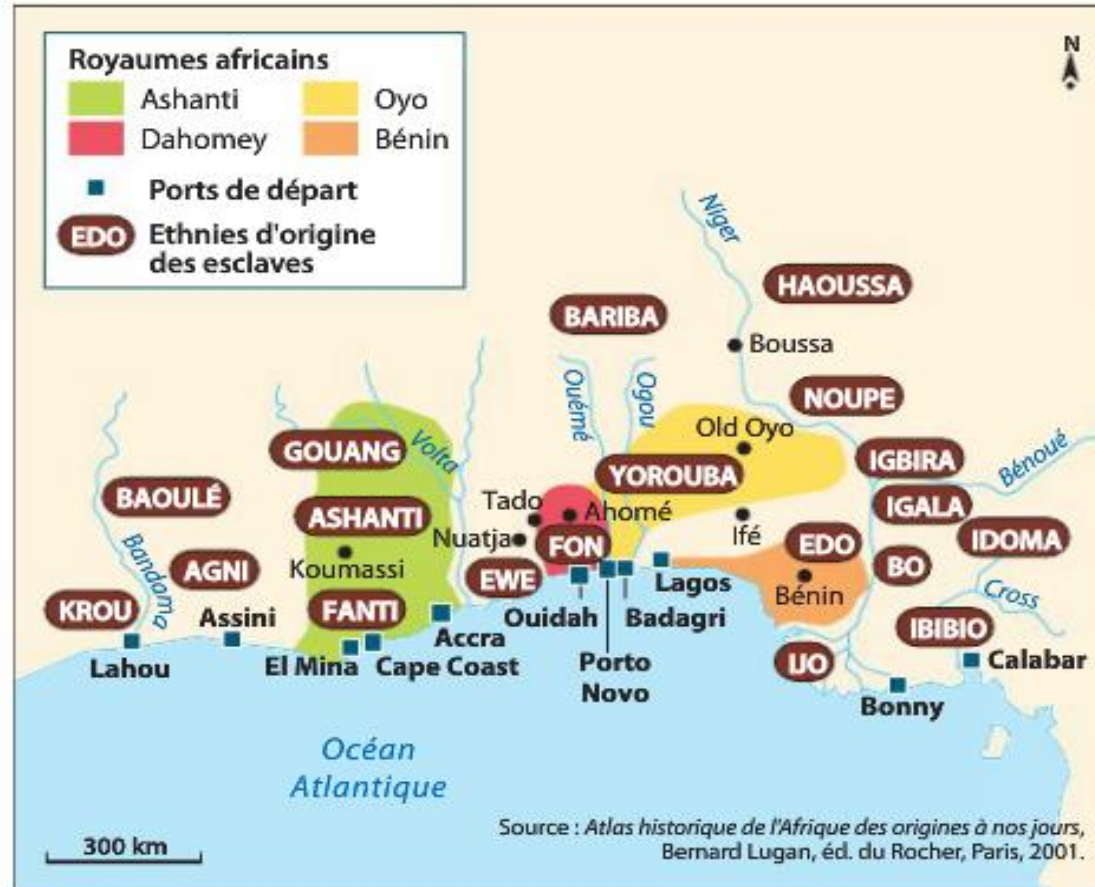 Royaumes africains
Ashanti
Oyo
Dahomey
Bénin
Ports de départ
EDO
Ethnies d'origine
des esclaves
N
Niger
HAOUSSA
BARIBA
Boussa
Ouémé
Ogou
NOUPE
Old Oyo
GOUANG
Volta
YOROUBA
IGBIRA
Bénoué
BAOULÉ
Tado
Ahomé
IGALA
ASHANTI
Nuatja
Ifé
IDOMA
Bandama
Koumassi
FON
EDO
BO
AGNI
EWE
Lagos
Bénin
Cross
KROU
Assini
FANTI
Accra
Ouidah
Badagri
IBIBIO
Lahou
El Mina
Cape Coast
Porto
Novo
IJO
Calabar
Bonny
Océan
Atlantique
300 km
Source : Atlas historique de l'Afrique des origines à nos jours,
Bernard Lugan, éd. du Rocher, Paris, 2001.